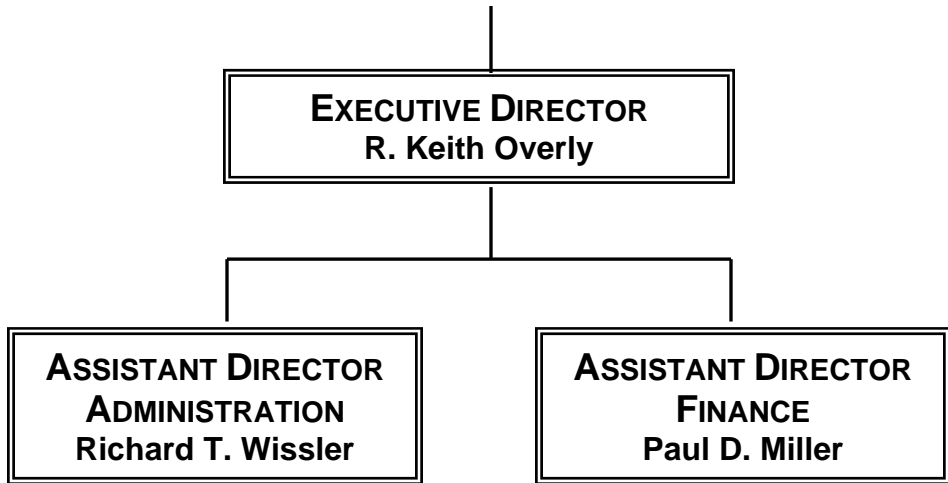 EXECUTIVE DIRECTOR
R. Keith Overly
ASSISTANT DIRECTOR
ADMINISTRATION
Richard T. Wissler
ASSISTANT DIRECTOR
FINANCE
Paul D. Miller